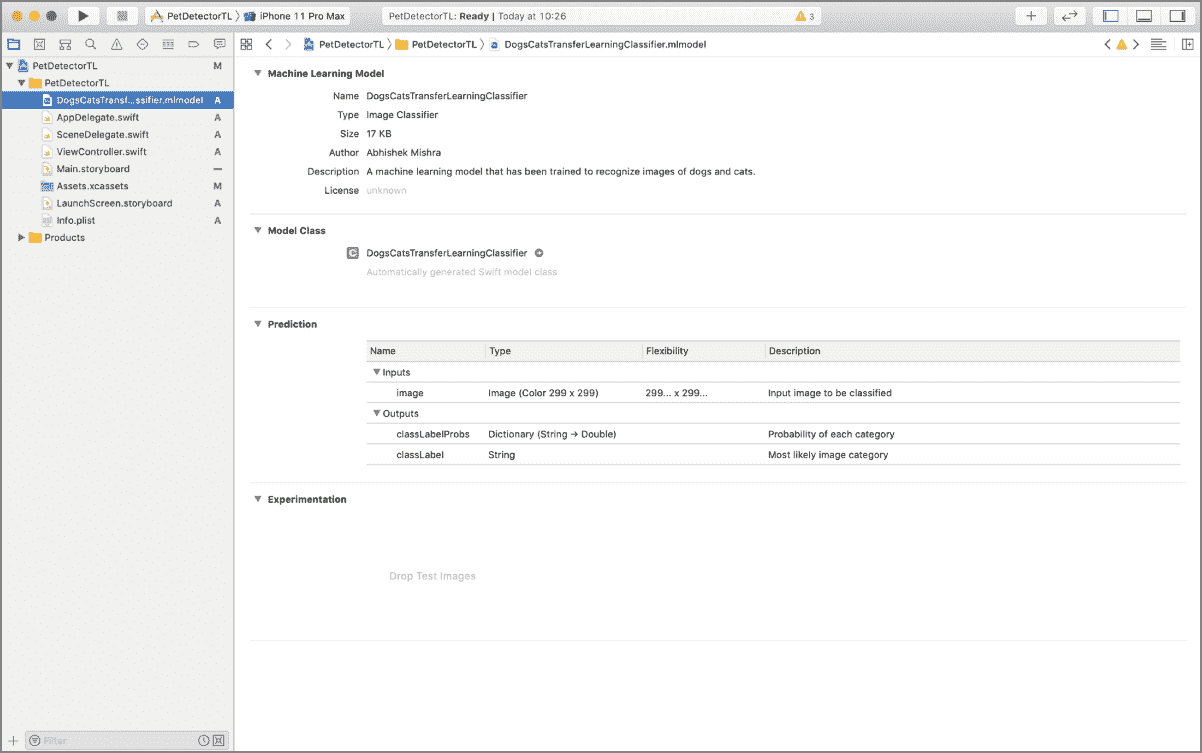 PetDetectorTL 〉 iPhone 11 Pro Max
PetDetectorTL: Ready | Today at 10:26
3
PetDetectorTL 〉 PetDetectorTL 〉 DogsCatsTransferLearningClassifier.mlmodel
PetDetectorTL M
PetDetectorTL
DogsCatsTransf...ssifier.mlmodel A
AppDelegate.swift A
SceneDelegate.swift A
ViewController.swift A
Main.storyboard —
Assets.xcassets M
LaunchScreen.storyboard A
Info.plist A
Products
Filter
Machine Learning Model
Name DogsCatsTransferLearningClassifier
Type Image Classifier
Size 17 KB
Author Abhishek Mishra
Description A machine learning model that has been trained to recognize images of dogs and cats.
License unknown
Model Class
C DogsCatsTransferLearningClassifier
Automatically generated Swift model class
Prediction
Name Type Flexibility Description
Inputs
image Image (Color 299 x 299) 299... x 299... Input image to be classified
Outputs
classLabelProbs Dictionary (String → Double) Probability of each category
classLabel String Most likely image category
Experimentation
Drop Test Images